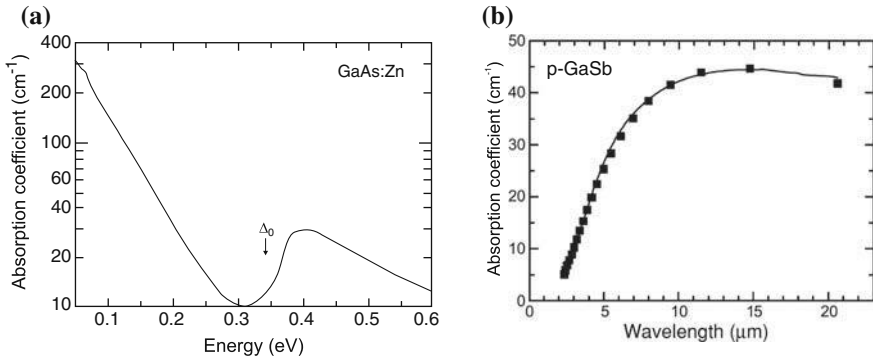 (a)
400
200
100
60
40
20
10
0.1
0.2
0.3
0.4
0.5
0.6
Absorption coefficient (cm⁻¹)
Energy (eV)
GaAs:Zn
Δ₀
(b)
50
40
30
20
10
0
0
5
10
15
20
Absorption coefficient (cm⁻¹)
Wavelength (μm)
p-GaSb